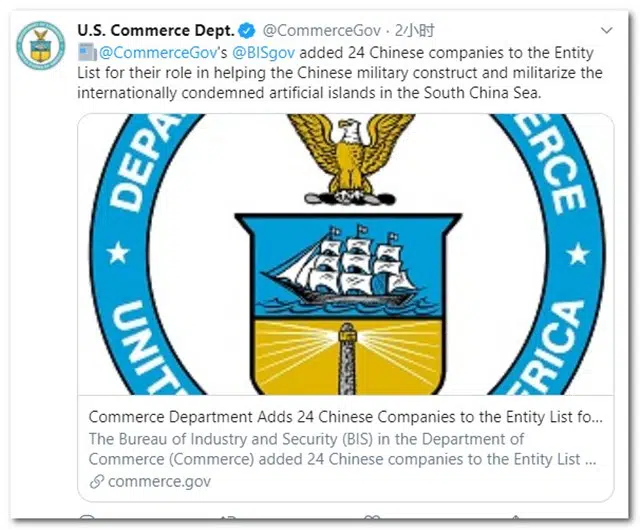 U.S. Commerce Dept. @CommerceGov · 2小时
@CommerceGov's @BISgov added 24 Chinese companies to the Entity
List for their role in helping the Chinese military construct and militarize the
internationally condemned artificial islands in the South China Sea.
DEPA
ERCE
UNIT
ERICA
Commerce Department Adds 24 Chinese Companies to the Entity List fo...
The Bureau of Industry and Security (BIS) in the Department of
Commerce (Commerce) added 24 Chinese companies to the Entity List ...
commerce.gov